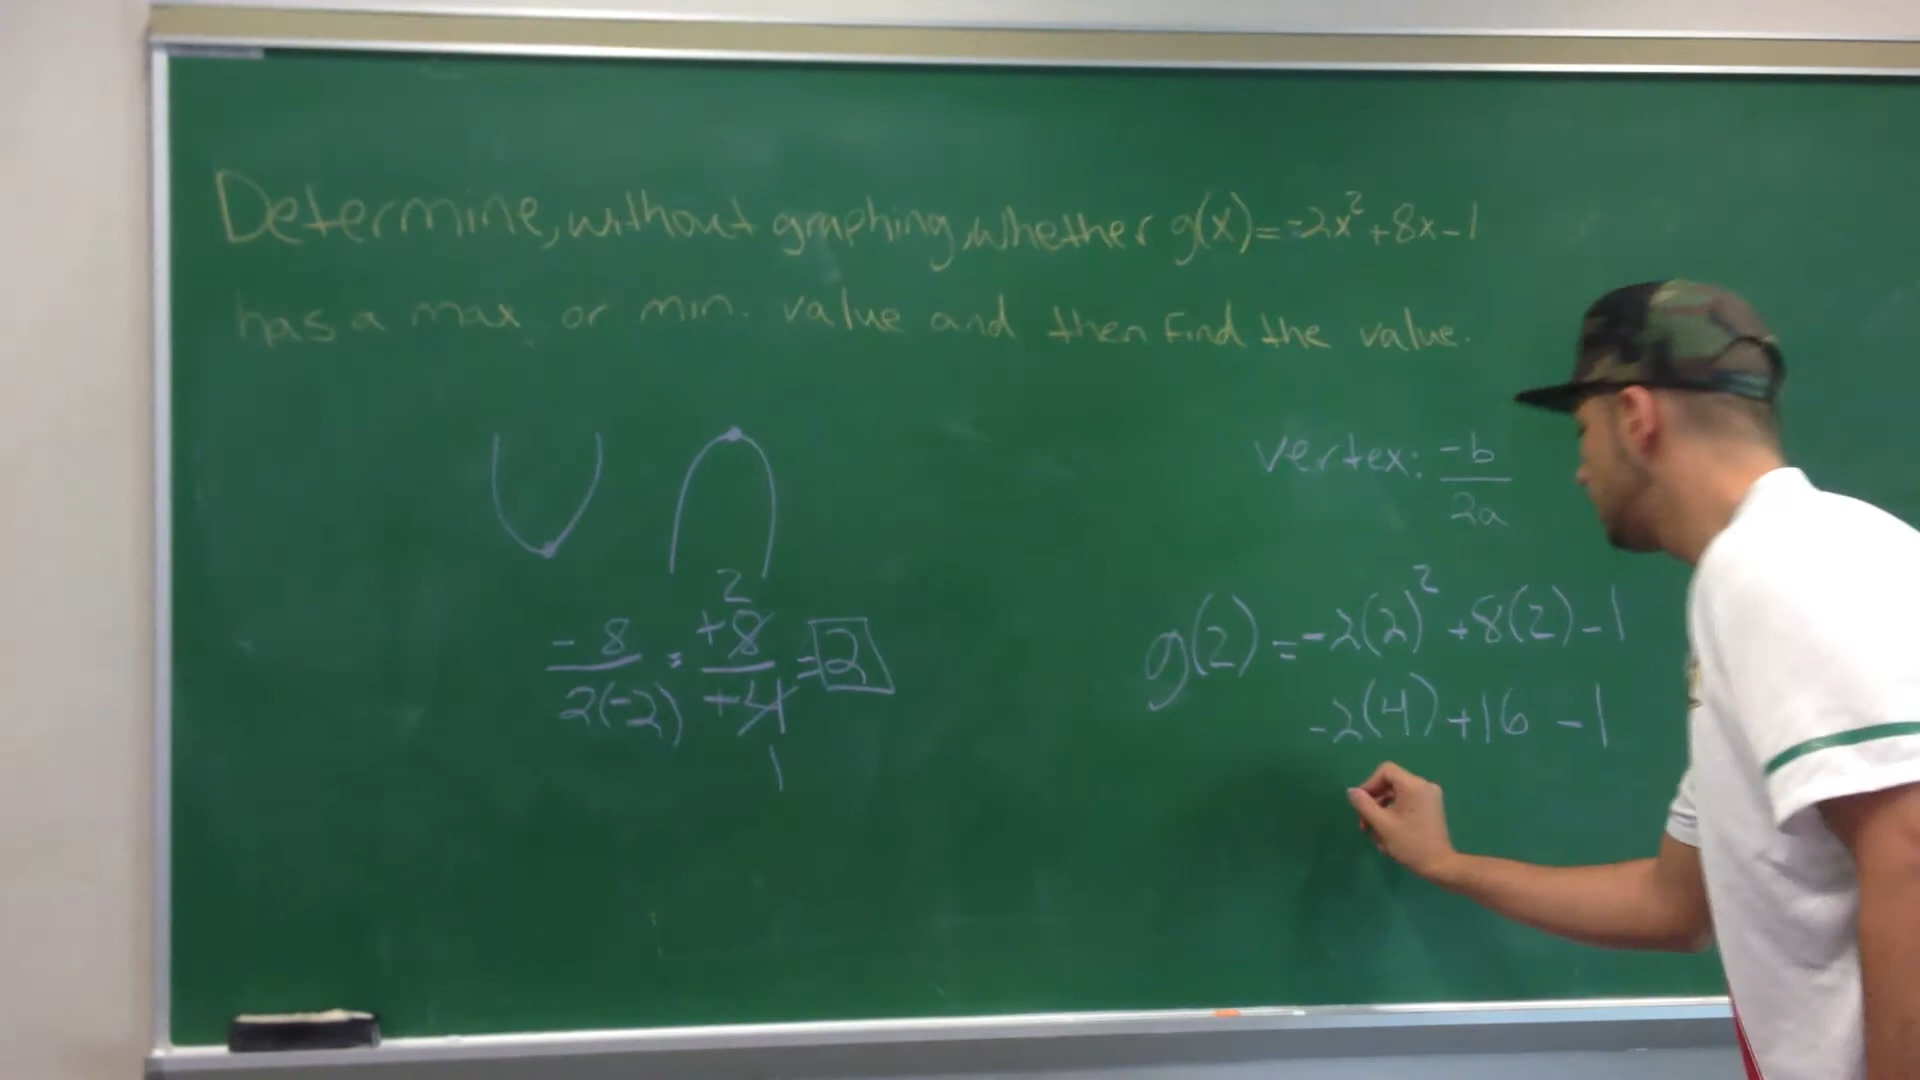 Determine, without graphing, whether g(x)=-2x²+8x-1
has a max or min. value and then find the value.
vertex: -b/2a
-8/2(-2) = +8/+4 = 2
2
1
g(2) = -2(2)² +8(2)-1
-2(4)+16 -1